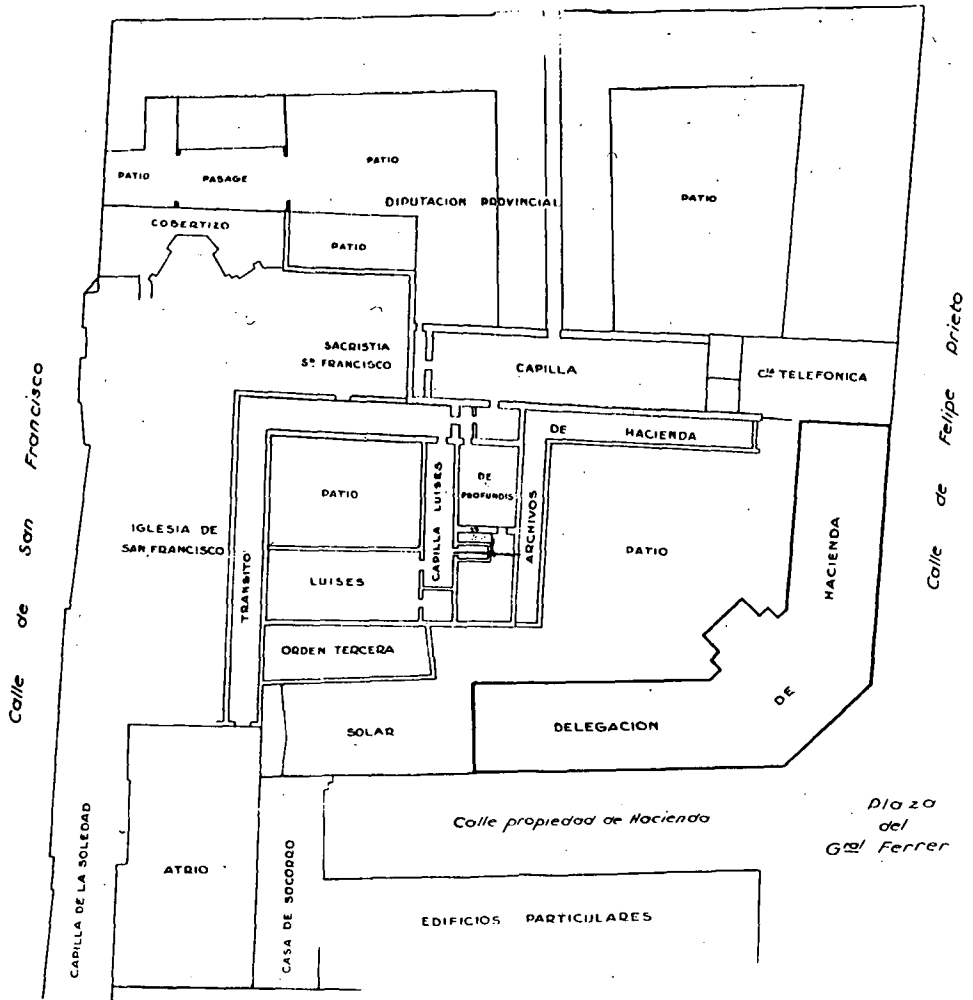 PATIO
PASAGE
PATIO
DIPUTACION PROVINCIAL
PATIO
COBERTIZO
PATIO
SACRISTIA
Sn FRANCISCO
CAPILLA
Cia TELEFONICA
Calle de San Francisco
Calle de Felipe Prieto
DE HACIENDA
PATIO
CAPILLA LUISES
DE
PROFUNDIS
ARCHIVOS
PATIO
HACIENDA
IGLESIA DE
SAN FRANCISCO
TRANSITO
LUISES
ORDEN TERCERA
SOLAR
DELEGACION
DE
Calle propiedad de Hacienda
Plaza
del
Gral Ferrer
CAPILLA DE LA SOLEDAD
ATRIO
CASA DE SOCORRO
EDIFICIOS PARTICULARES